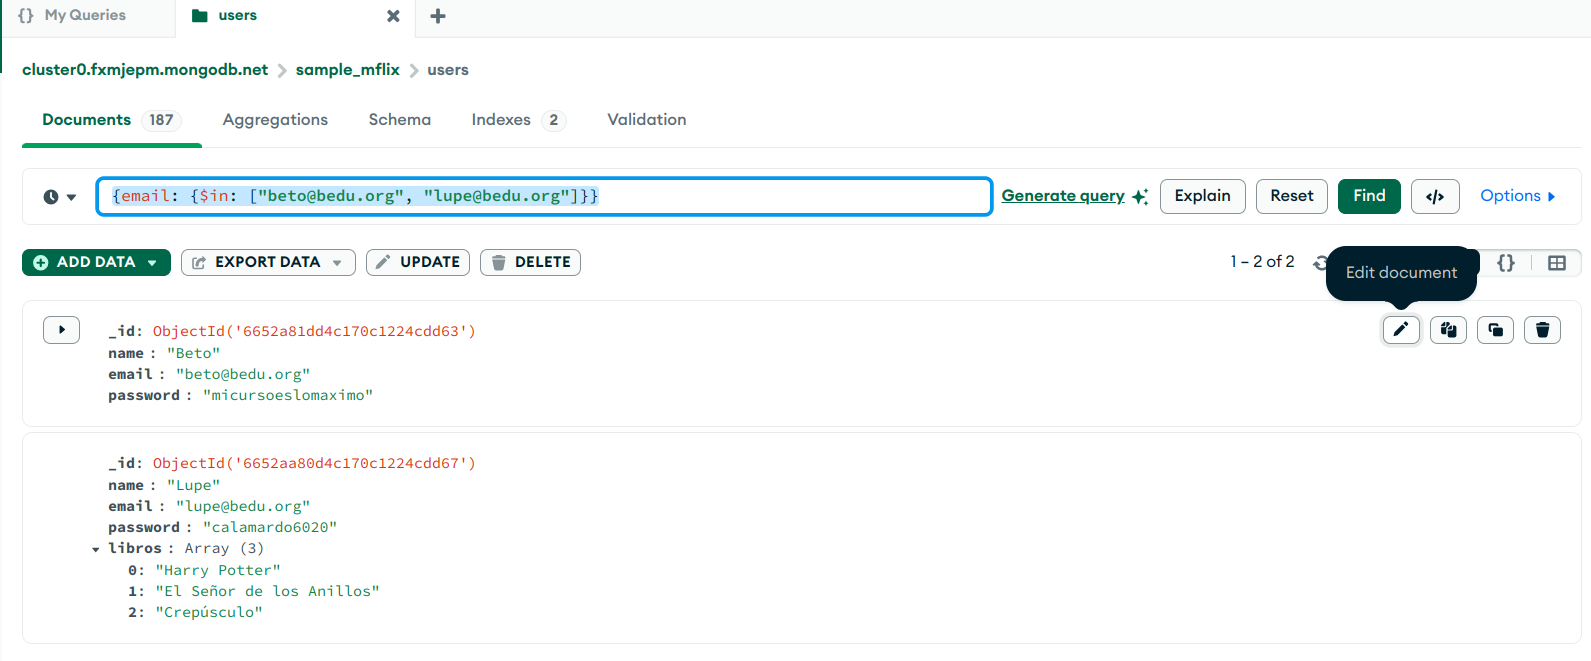 {} My Queries users
cluster0.fxmjepm.mongodb.net sample_mflix users
Documents 187 Aggregations Schema Indexes 2 Validation
{email: {$in: ["beto@bedu.org", "lupe@bedu.org"]}} Generate query Explain Reset Find </> Options
ADD DATA EXPORT DATA UPDATE DELETE 1 – 2 of 2 {}
Edit document
_id: ObjectId('6652a81dd4c170c1224cdd63')
name : "Beto"
email : "beto@bedu.org"
password : "micursoeslomaximo"
_id: ObjectId('6652aa80d4c170c1224cdd67')
name : "Lupe"
email : "lupe@bedu.org"
password : "calamardo6020"
libros : Array (3)
0: "Harry Potter"
1: "El Señor de los Anillos"
2: "Crepúsculo"